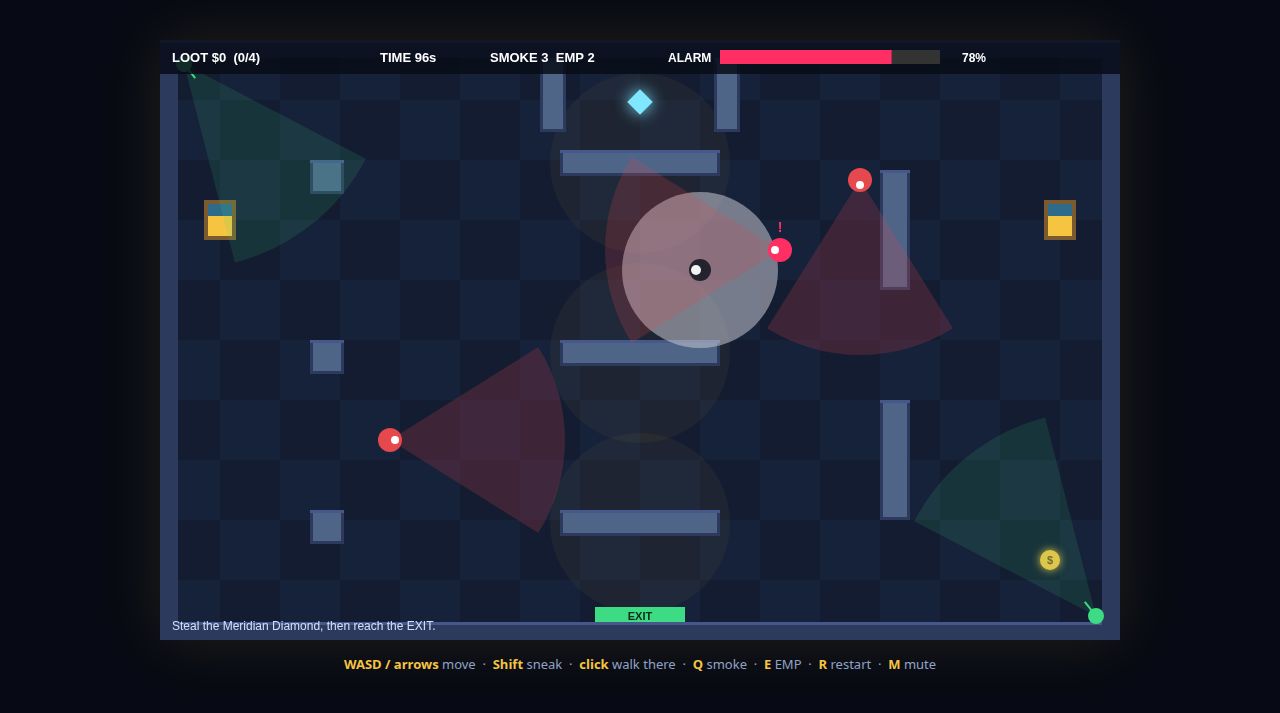 LOOT $0 (0/4) TIME 96s SMOKE 3 EMP 2 ALARM 78%
!
$
EXIT
Steal the Meridian Diamond, then reach the EXIT.
WASD / arrows move · Shift sneak · click walk there · Q smoke · E EMP · R restart · M mute